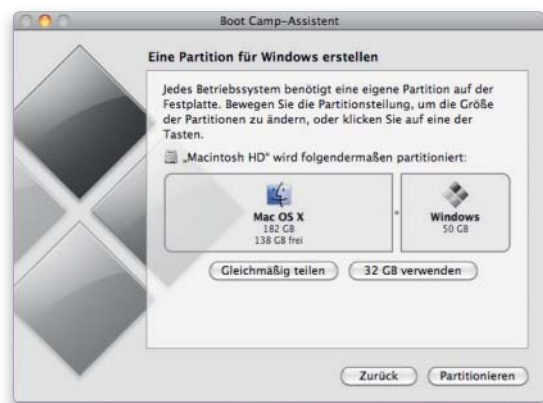 Boot Camp-Assistent
Eine Partition für Windows erstellen
Jedes Betriebssystem benötigt eine eigene Partition auf der
Festplatte. Bewegen Sie die Partitionsteilung, um die Größe
der Partitionen zu ändern, oder klicken Sie auf eine der
Tasten.
„Macintosh HD“ wird folgendermaßen partitioniert:
Mac OS X
182 GB
138 GB frei
Windows
50 GB
Gleichmäßig teilen
32 GB verwenden
Zurück
Partitionieren